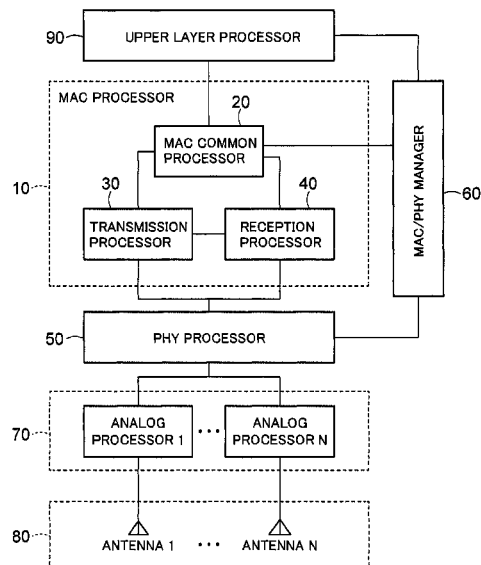 90
UPPER LAYER PROCESSOR
MAC PROCESSOR
20
MAC COMMON
PROCESSOR
10
30
TRANSMISSION
PROCESSOR
40
RECEPTION
PROCESSOR
MAC/PHY MANAGER
60
50
PHY PROCESSOR
70
ANALOG
PROCESSOR 1
•••
ANALOG
PROCESSOR N
80
ANTENNA 1
•••
ANTENNA N